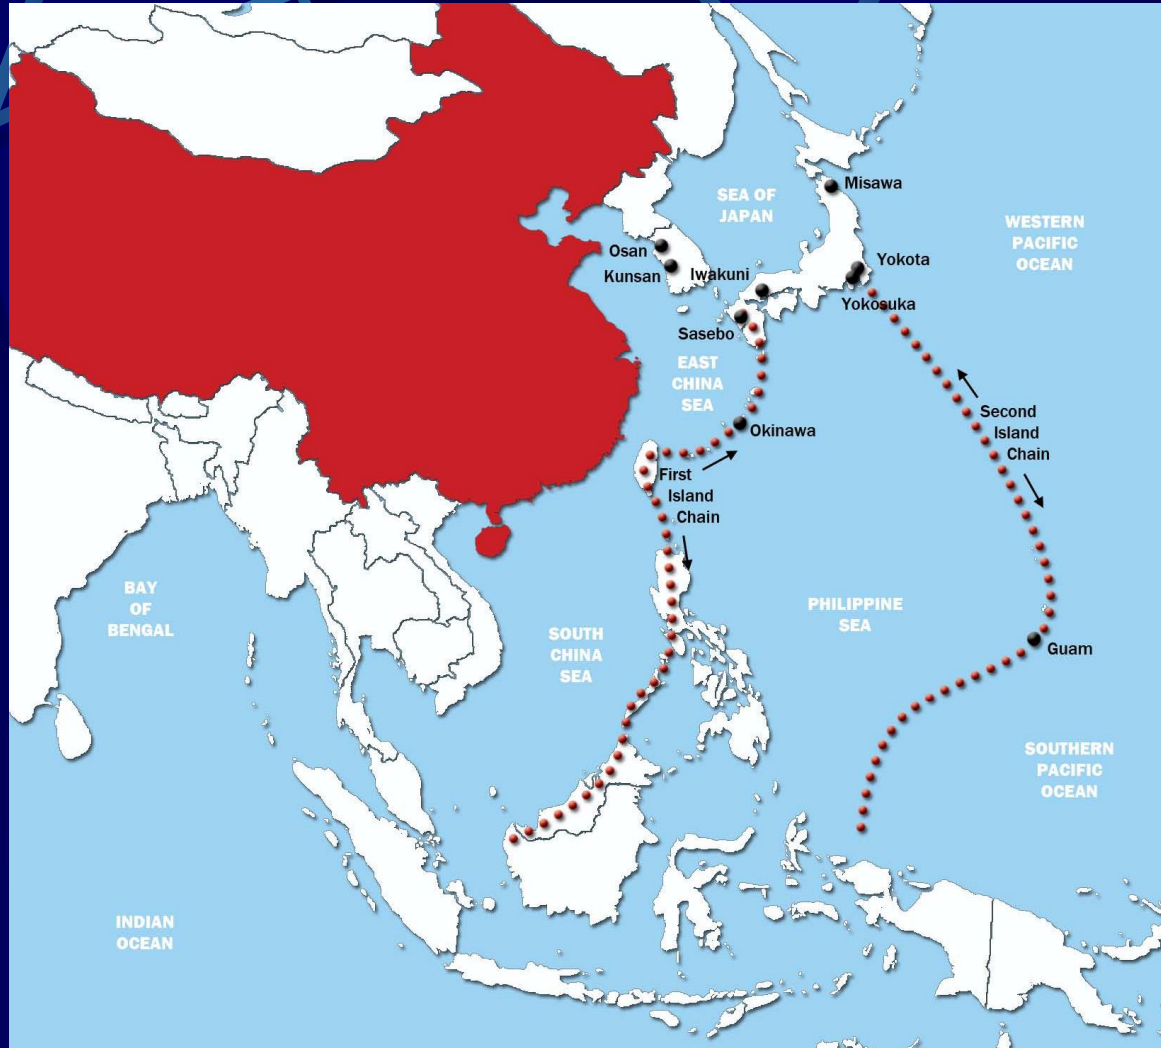 Misawa
SEA OF
JAPAN
WESTERN
PACIFIC
OCEAN
Osan
Kunsan
Iwakuni
Yokota
Yokosuka
Sasebo
EAST
CHINA
SEA
Second
Island
Chain
Okinawa
First
Island
Chain
BAY
OF
BENGAL
SOUTH
CHINA
SEA
PHILIPPINE
SEA
Guam
SOUTHERN
PACIFIC
OCEAN
INDIAN
OCEAN